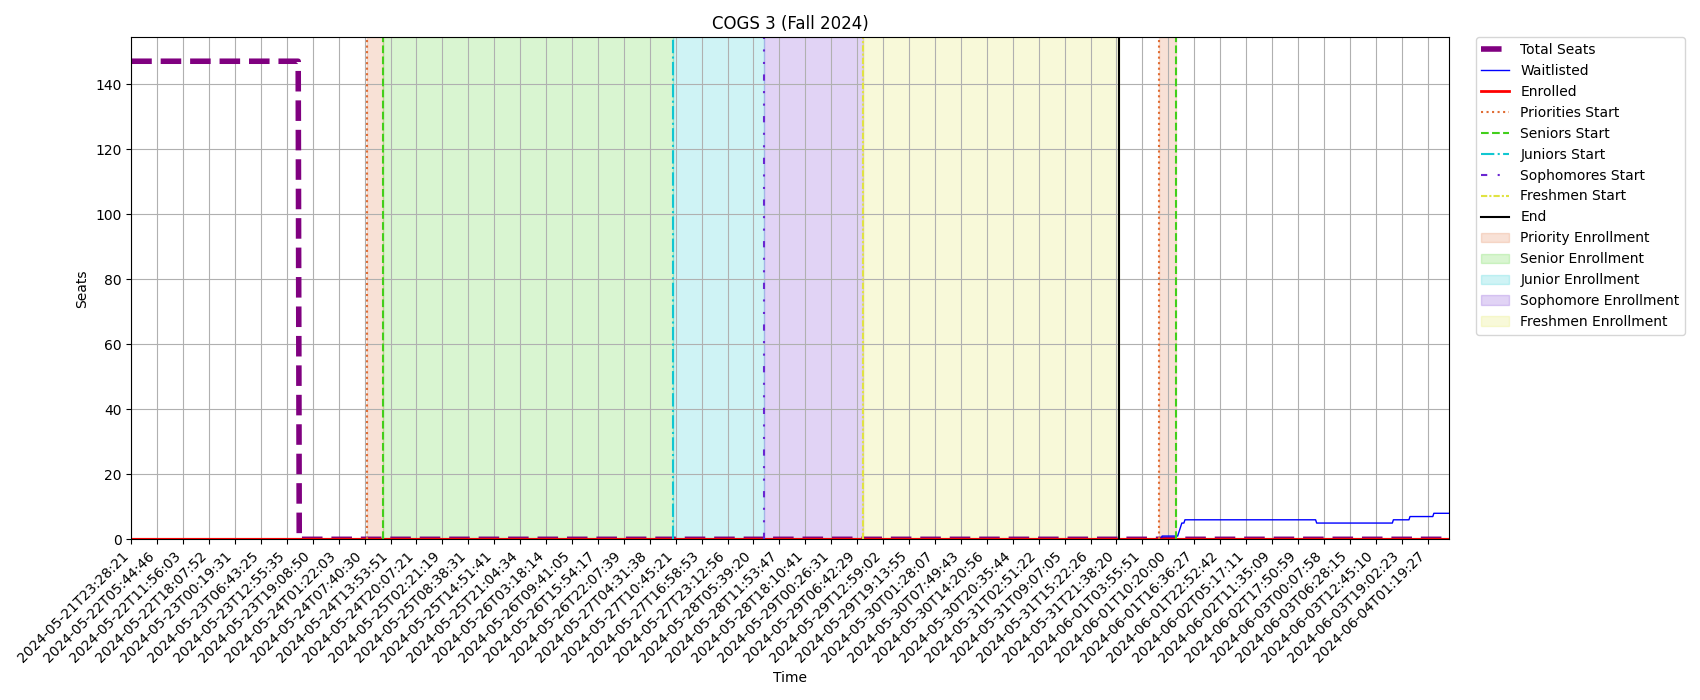 COGS 3 (Fall 2024)
Seats
140
120
100
80
60
40
20
0
2024-05-21T23:28:21
2024-05-22T05:44:46
2024-05-22T11:56:03
2024-05-22T18:07:52
2024-05-23T00:19:31
2024-05-23T06:43:25
2024-05-23T12:55:35
2024-05-23T19:08:50
2024-05-24T01:22:03
2024-05-24T07:40:30
2024-05-24T13:53:51
2024-05-24T20:07:21
2024-05-25T02:21:19
2024-05-25T08:38:31
2024-05-25T14:51:41
2024-05-25T21:04:34
2024-05-26T03:18:14
2024-05-26T09:41:05
2024-05-26T15:54:17
2024-05-26T22:07:39
2024-05-27T04:31:38
2024-05-27T10:45:21
2024-05-27T16:58:53
2024-05-27T23:12:56
2024-05-28T05:39:20
2024-05-28T11:53:47
2024-05-28T18:10:41
2024-05-29T00:26:31
2024-05-29T06:42:29
2024-05-29T12:59:02
2024-05-29T19:13:55
2024-05-30T01:28:07
2024-05-30T07:49:43
2024-05-30T14:20:56
2024-05-30T20:35:44
2024-05-31T02:51:22
2024-05-31T09:07:05
2024-05-31T15:22:26
2024-05-31T21:38:20
2024-06-01T03:55:51
2024-06-01T10:20:00
2024-06-01T16:36:27
2024-06-01T22:52:42
2024-06-02T05:17:11
2024-06-02T11:35:09
2024-06-02T17:50:59
2024-06-03T00:07:58
2024-06-03T06:28:15
2024-06-03T12:45:10
2024-06-03T19:02:23
2024-06-04T01:19:27
Time
Total Seats
Waitlisted
Enrolled
Priorities Start
Seniors Start
Juniors Start
Sophomores Start
Freshmen Start
End
Priority Enrollment
Senior Enrollment
Junior Enrollment
Sophomore Enrollment
Freshmen Enrollment